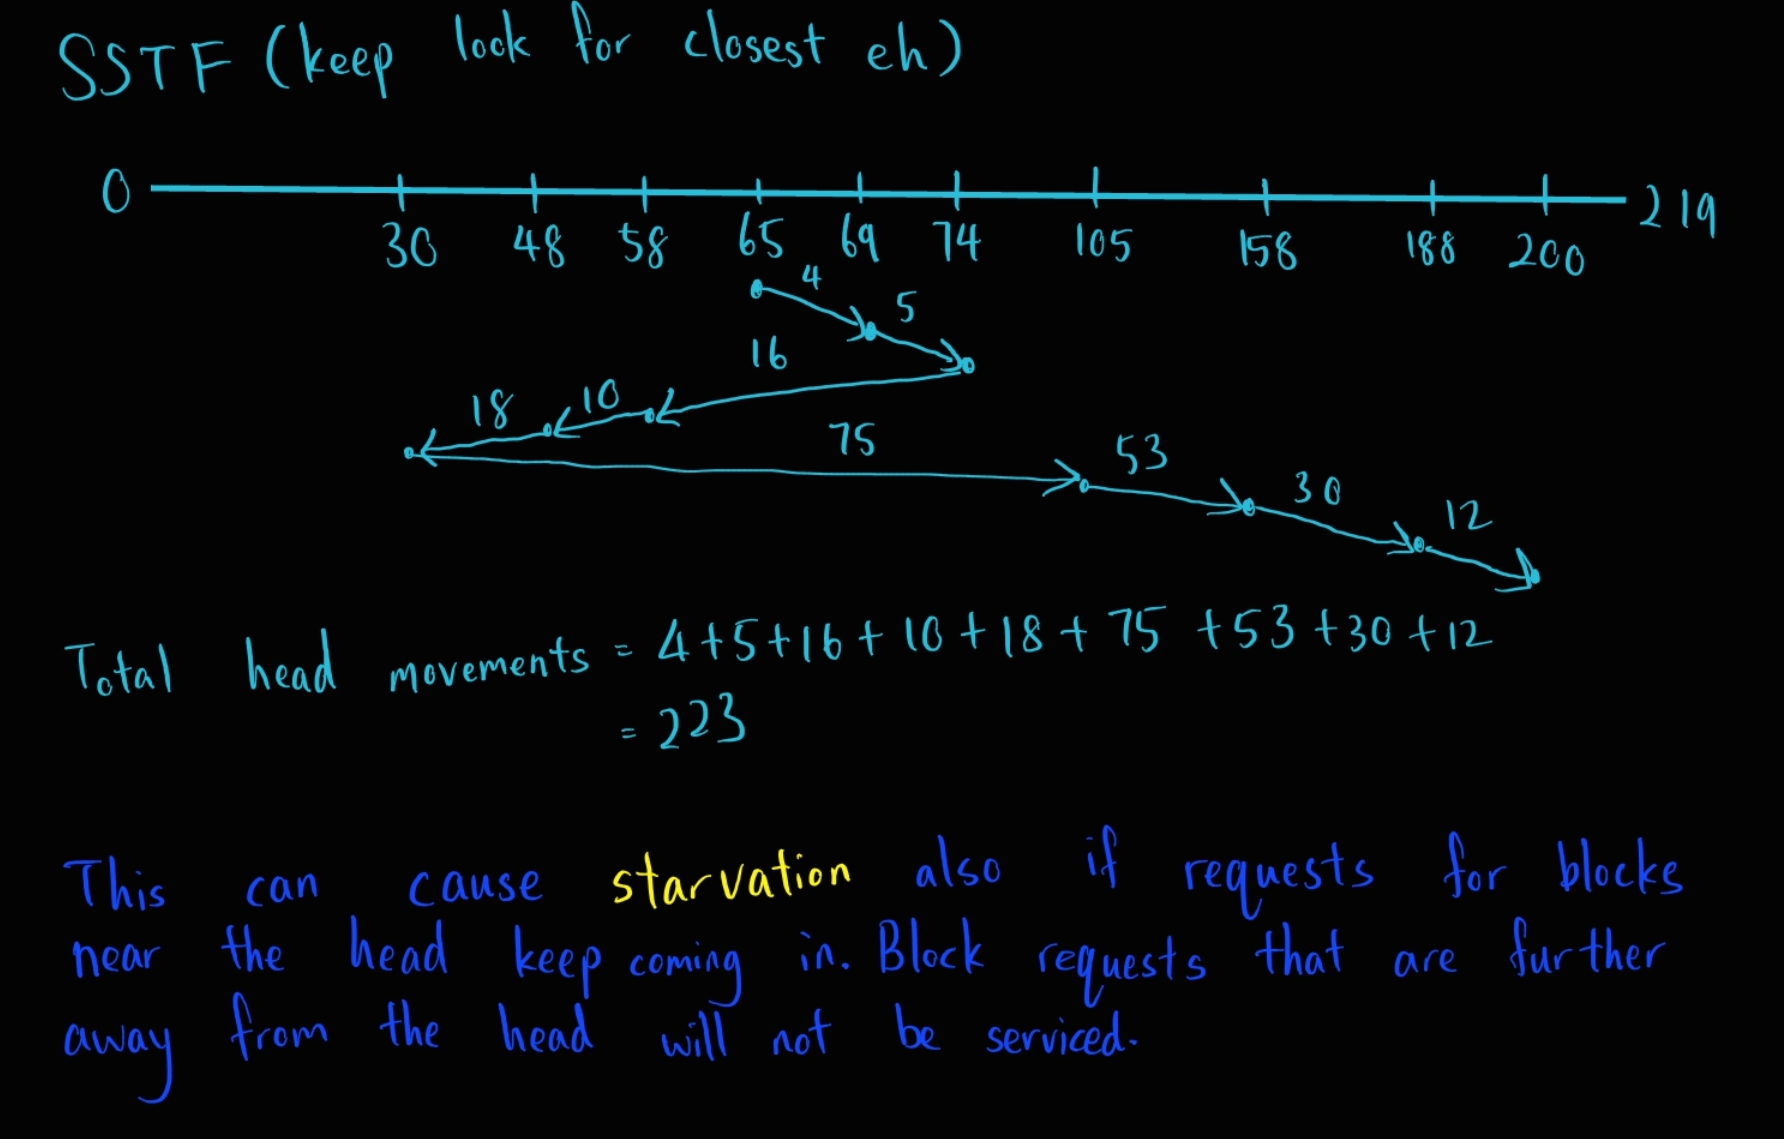 SSTF (keep look for closest eh)
0 219
30 48 58 65 69 74 105 158 188 200
4
5
16
18 10
75
53
30
12
Total head movements = 4+5+16+10+18+75+53+30+12
= 223
This can cause starvation also if requests for blocks
near the head keep coming in. Block requests that are further
away from the head will not be serviced.